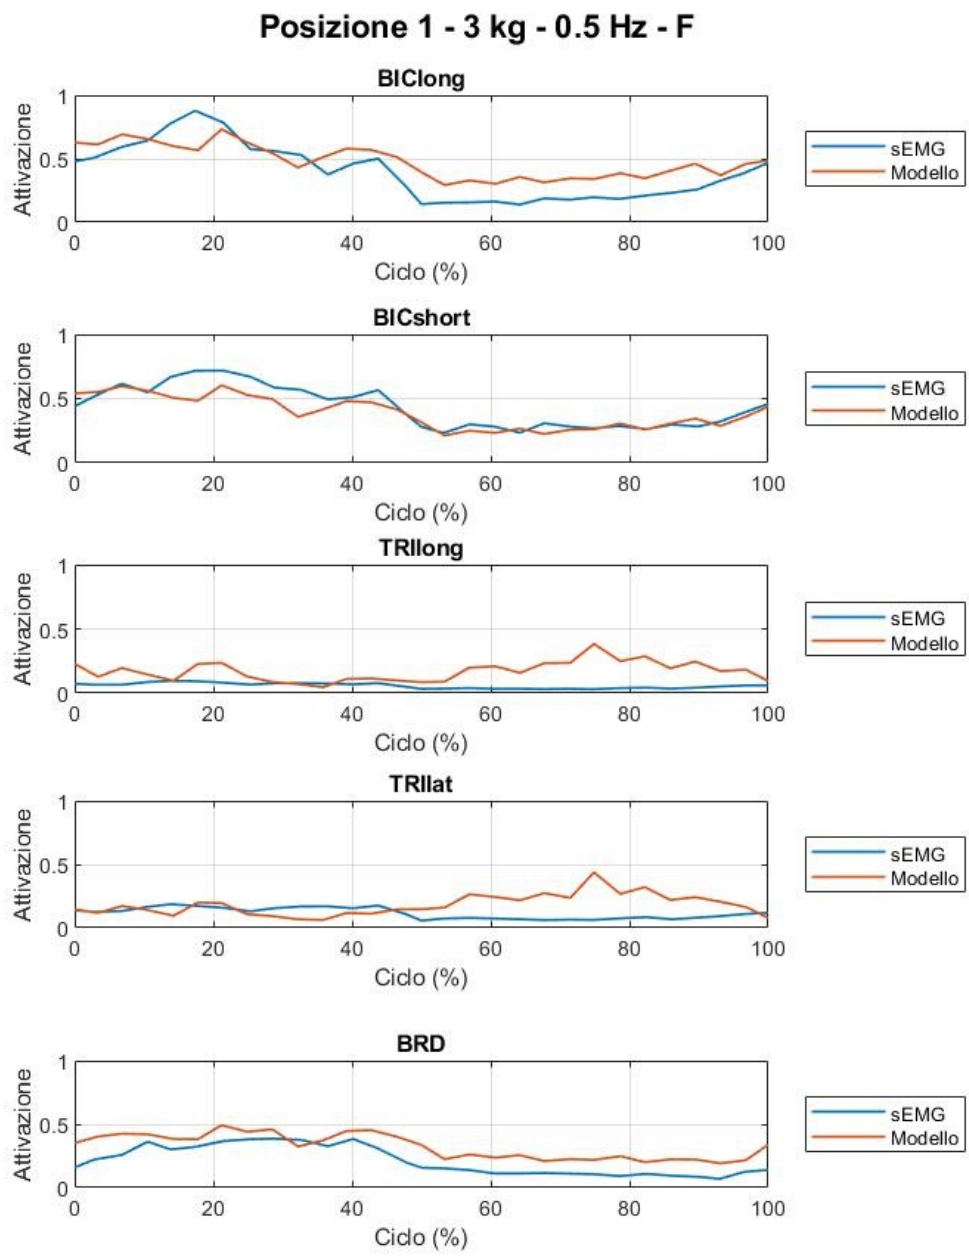 Posizione 1 - 3 kg - 0.5 Hz - F
BIClong
Attivazione
1
0.5
0
0 20 40 60 80 100
Ciclo (%)
sEMG
Modello
BICshort
Attivazione
1
0.5
0
0 20 40 60 80 100
Ciclo (%)
sEMG
Modello
TRIlong
Attivazione
1
0.5
0
0 20 40 60 80 100
Ciclo (%)
sEMG
Modello
TRIlat
Attivazione
1
0.5
0
0 20 40 60 80 100
Ciclo (%)
sEMG
Modello
BRD
Attivazione
1
0.5
0
0 20 40 60 80 100
Ciclo (%)
sEMG
Modello